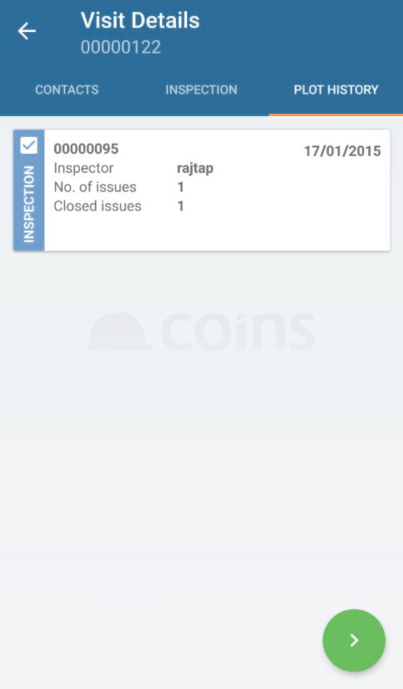 Visit Details
00000122
CONTACTS INSPECTION PLOT HISTORY
INSPECTION
00000095 17/01/2015
Inspector rajtap
No. of issues 1
Closed issues 1
coins